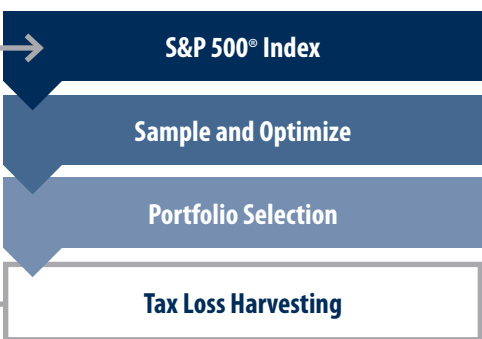 S&P 500® Index
Sample and Optimize
Portfolio Selection
Tax Loss Harvesting